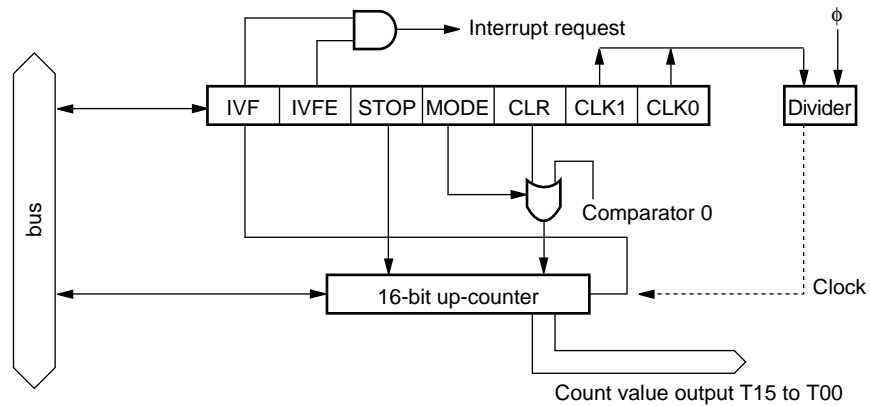 Interrupt request
ϕ
IVF IVFE STOP MODE CLR CLK1 CLK0
Divider
bus
Comparator 0
16-bit up-counter
Clock
Count value output T15 to T00